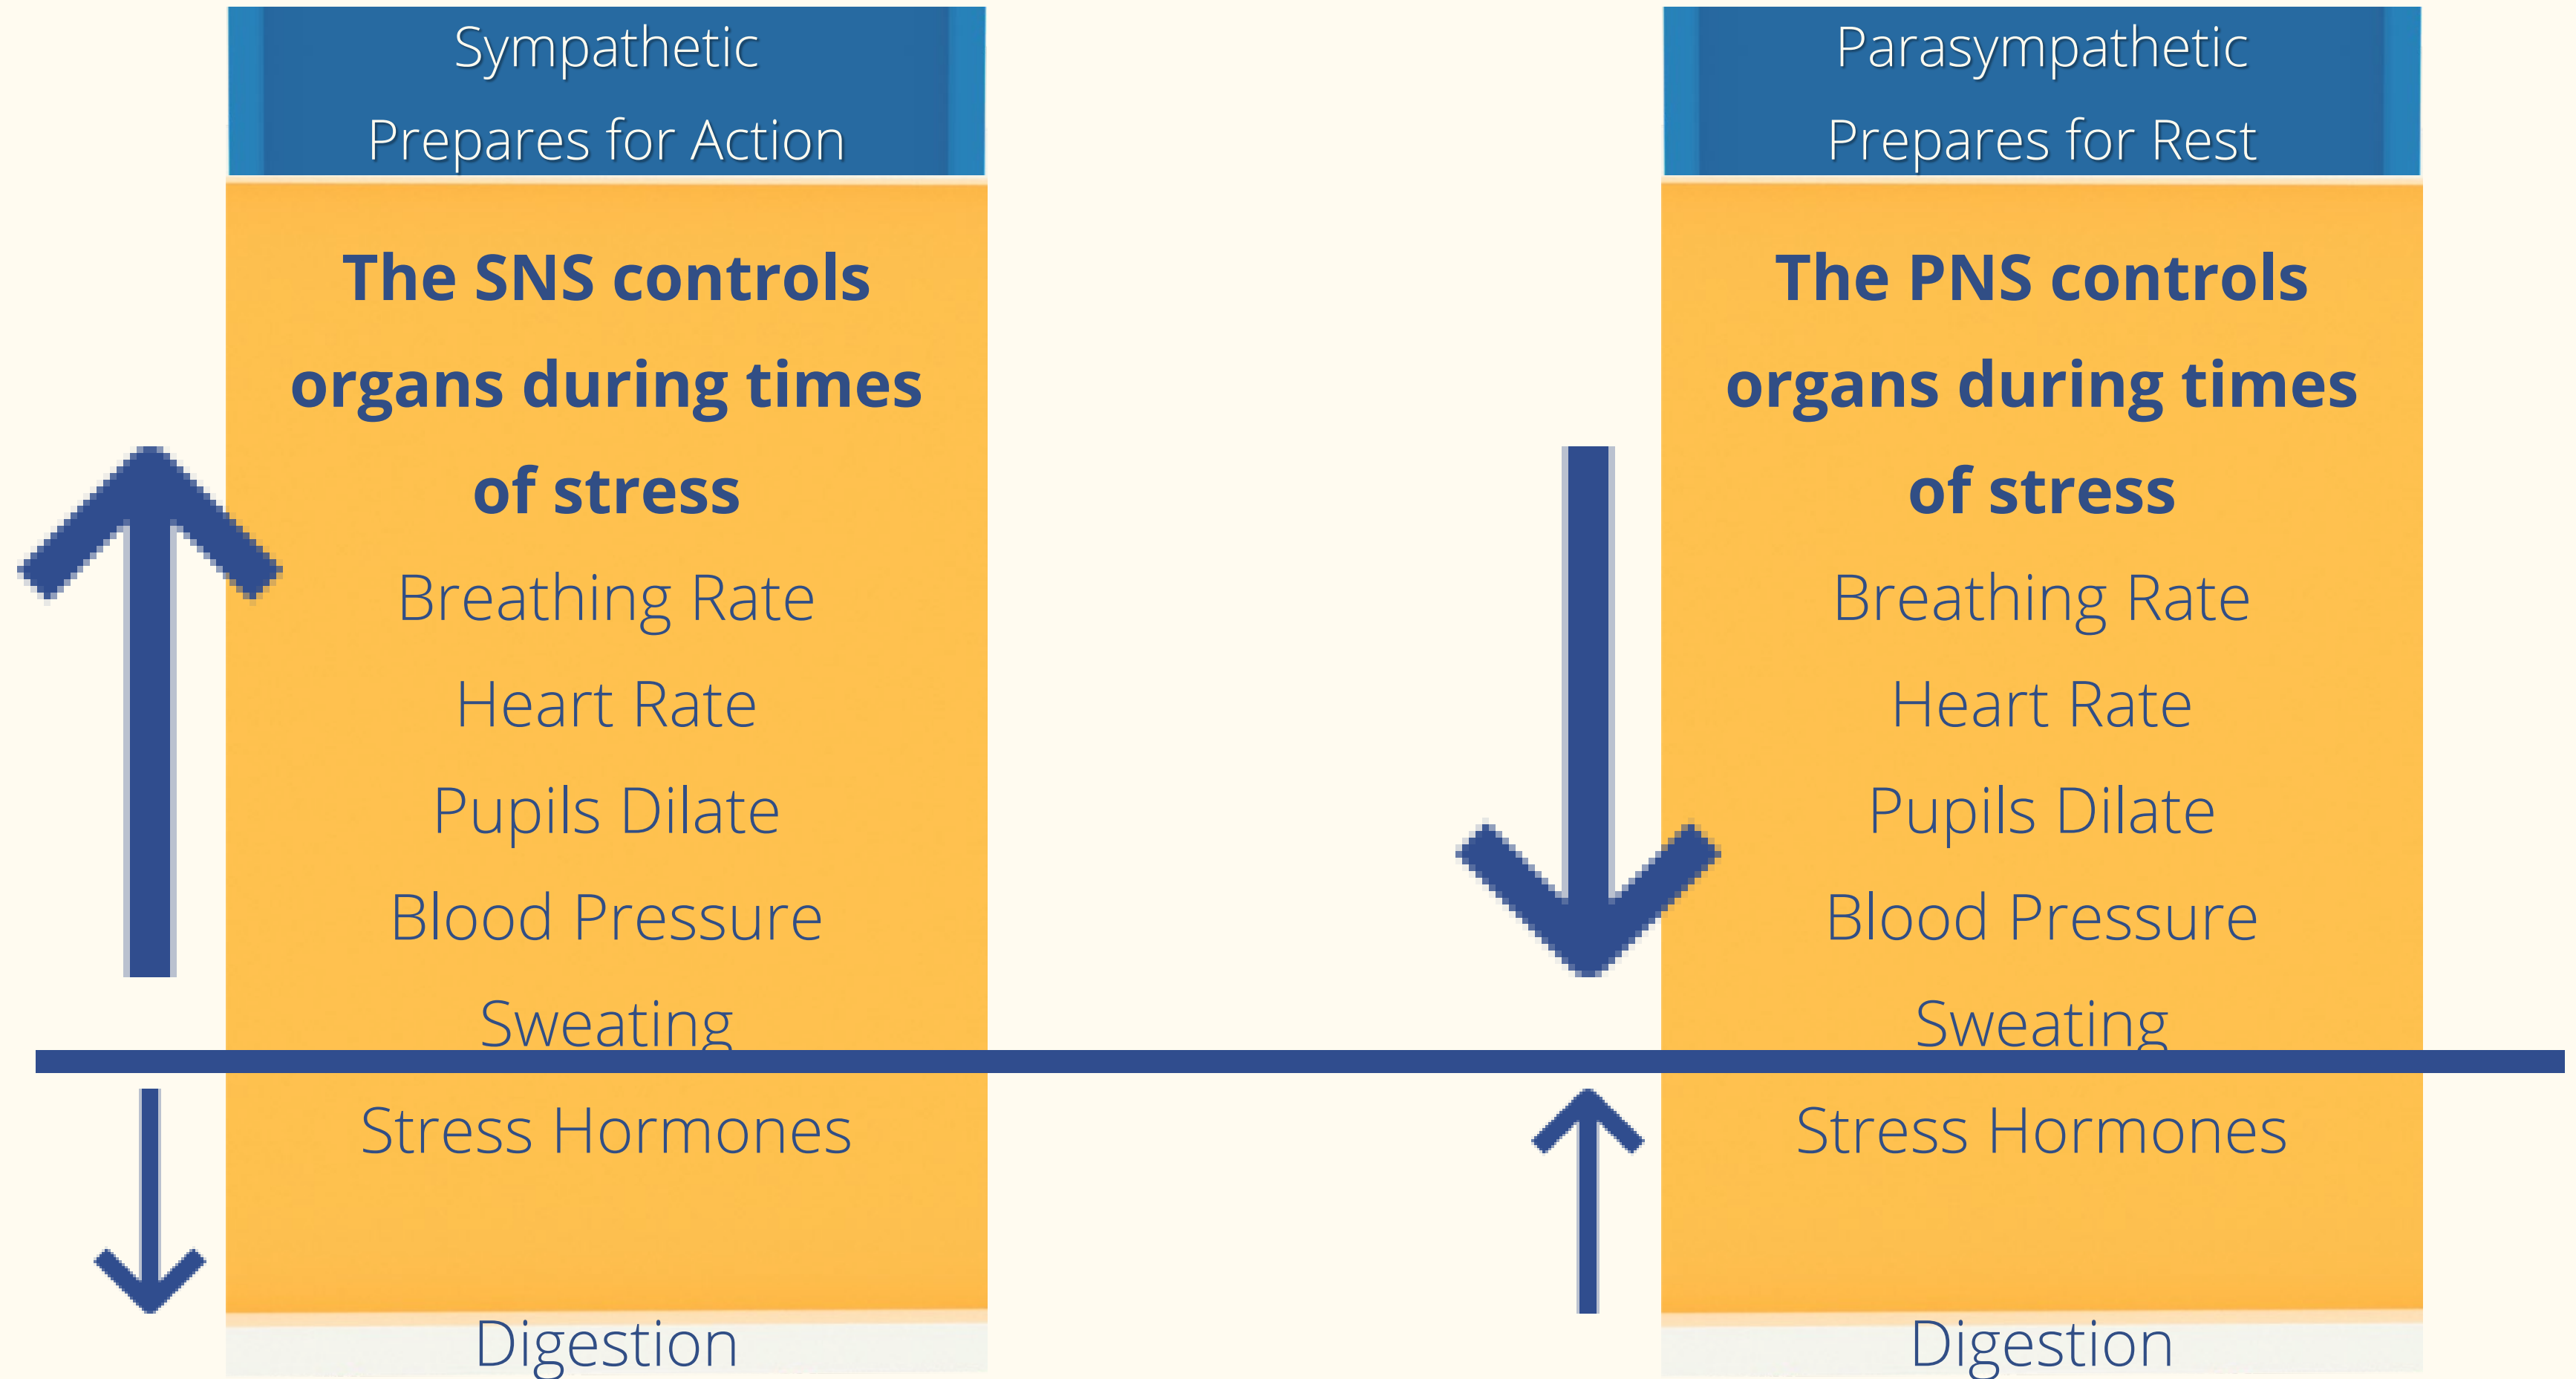 Sympathetic
Prepares for Action
The SNS controls
organs during times
of stress
Breathing Rate
Heart Rate
Pupils Dilate
Blood Pressure
Sweating
Stress Hormones
Digestion
Parasympathetic
Prepares for Rest
The PNS controls
organs during times
of stress
Breathing Rate
Heart Rate
Pupils Dilate
Blood Pressure
Sweating
Stress Hormones
Digestion